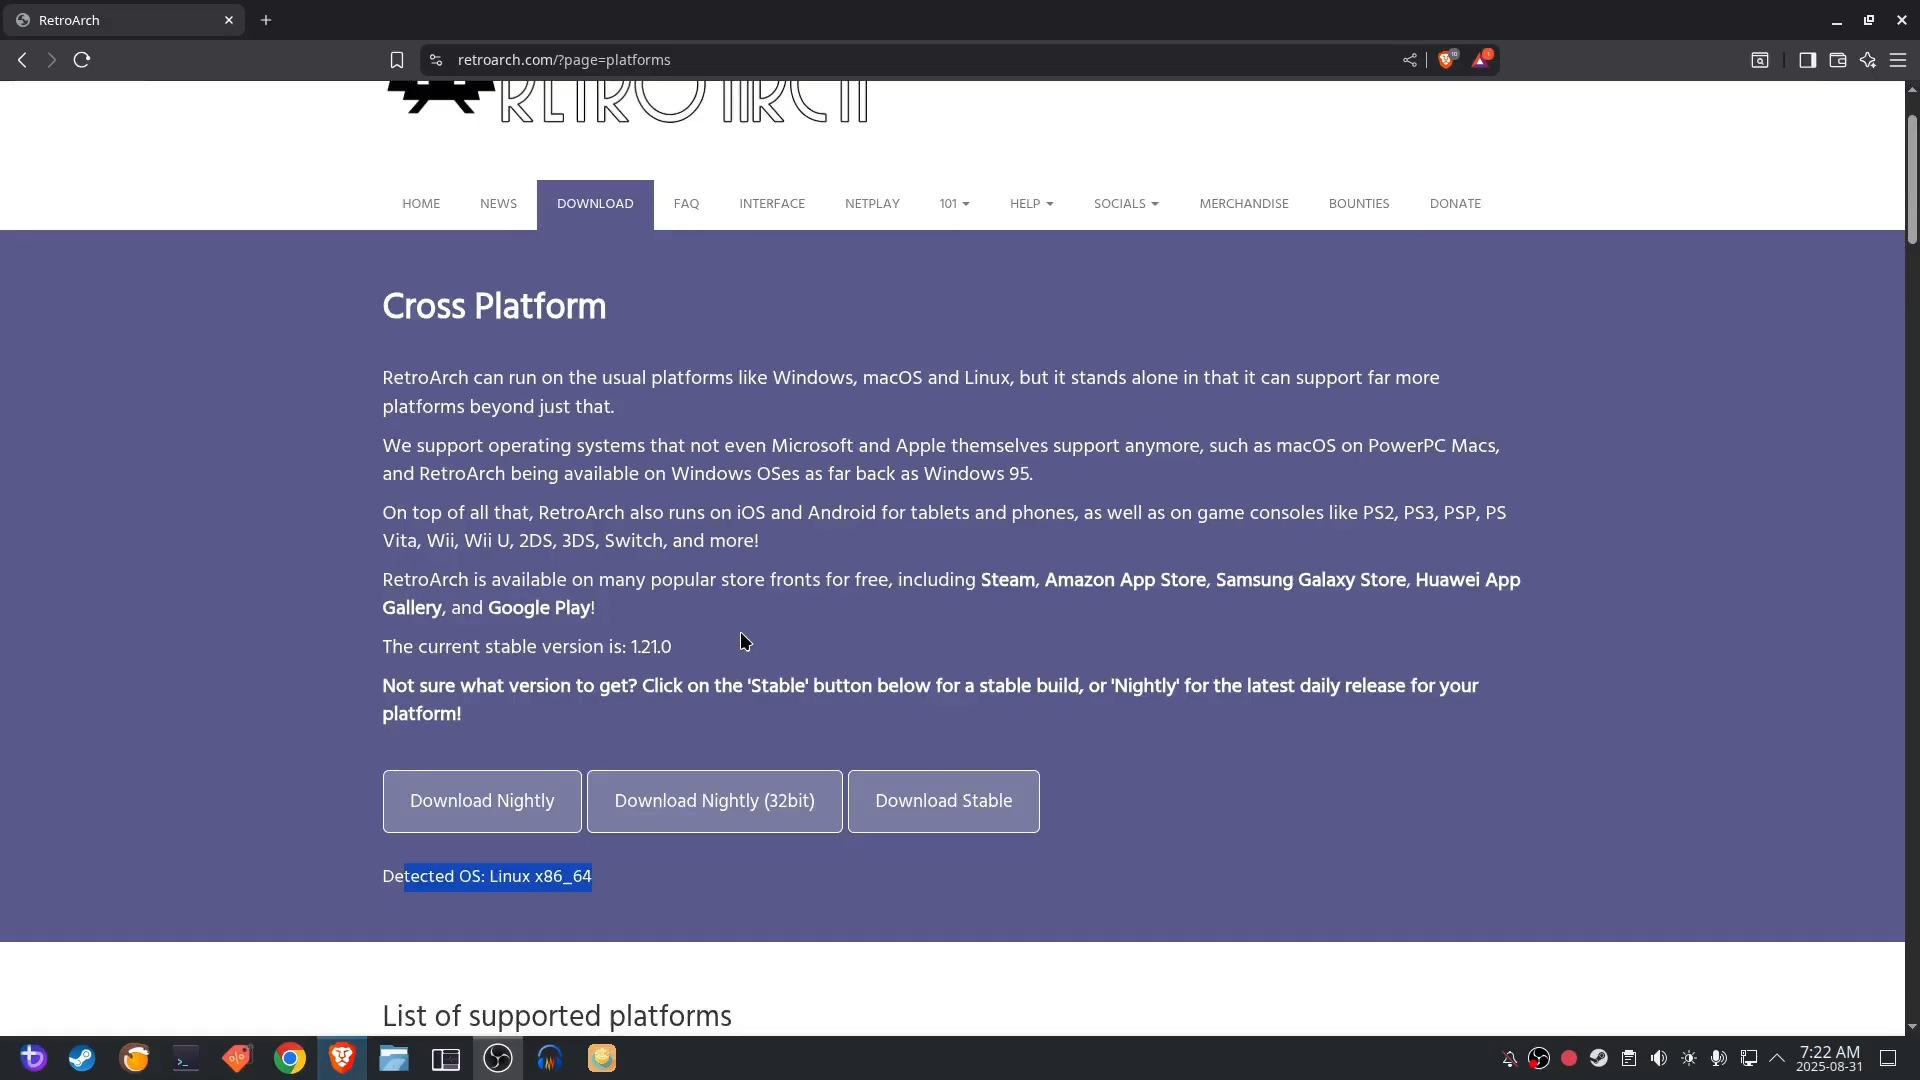 RetroArch
retroarch.com/?page=platforms
RETROARCH
HOME
NEWS
DOWNLOAD
FAQ
INTERFACE
NETPLAY
101
HELP
SOCIALS
MERCHANDISE
BOUNTIES
DONATE
Cross Platform
RetroArch can run on the usual platforms like Windows, macOS and Linux, but it stands alone in that it can support far more
platforms beyond just that.
We support operating systems that not even Microsoft and Apple themselves support anymore, such as macOS on PowerPC Macs,
and RetroArch being available on Windows OSes as far back as Windows 95.
On top of all that, RetroArch also runs on iOS and Android for tablets and phones, as well as on game consoles like PS2, PS3, PSP, PS
Vita, Wii, Wii U, 2DS, 3DS, Switch, and more!
RetroArch is available on many popular store fronts for free, including Steam, Amazon App Store, Samsung Galaxy Store, Huawei App
Gallery, and Google Play!
The current stable version is: 1.21.0
Not sure what version to get? Click on the 'Stable' button below for a stable build, or 'Nightly' for the latest daily release for your
platform!
Download Nightly
Download Nightly (32bit)
Download Stable
Detected OS: Linux x86_64
List of supported platforms
7:22 AM
2025-08-31